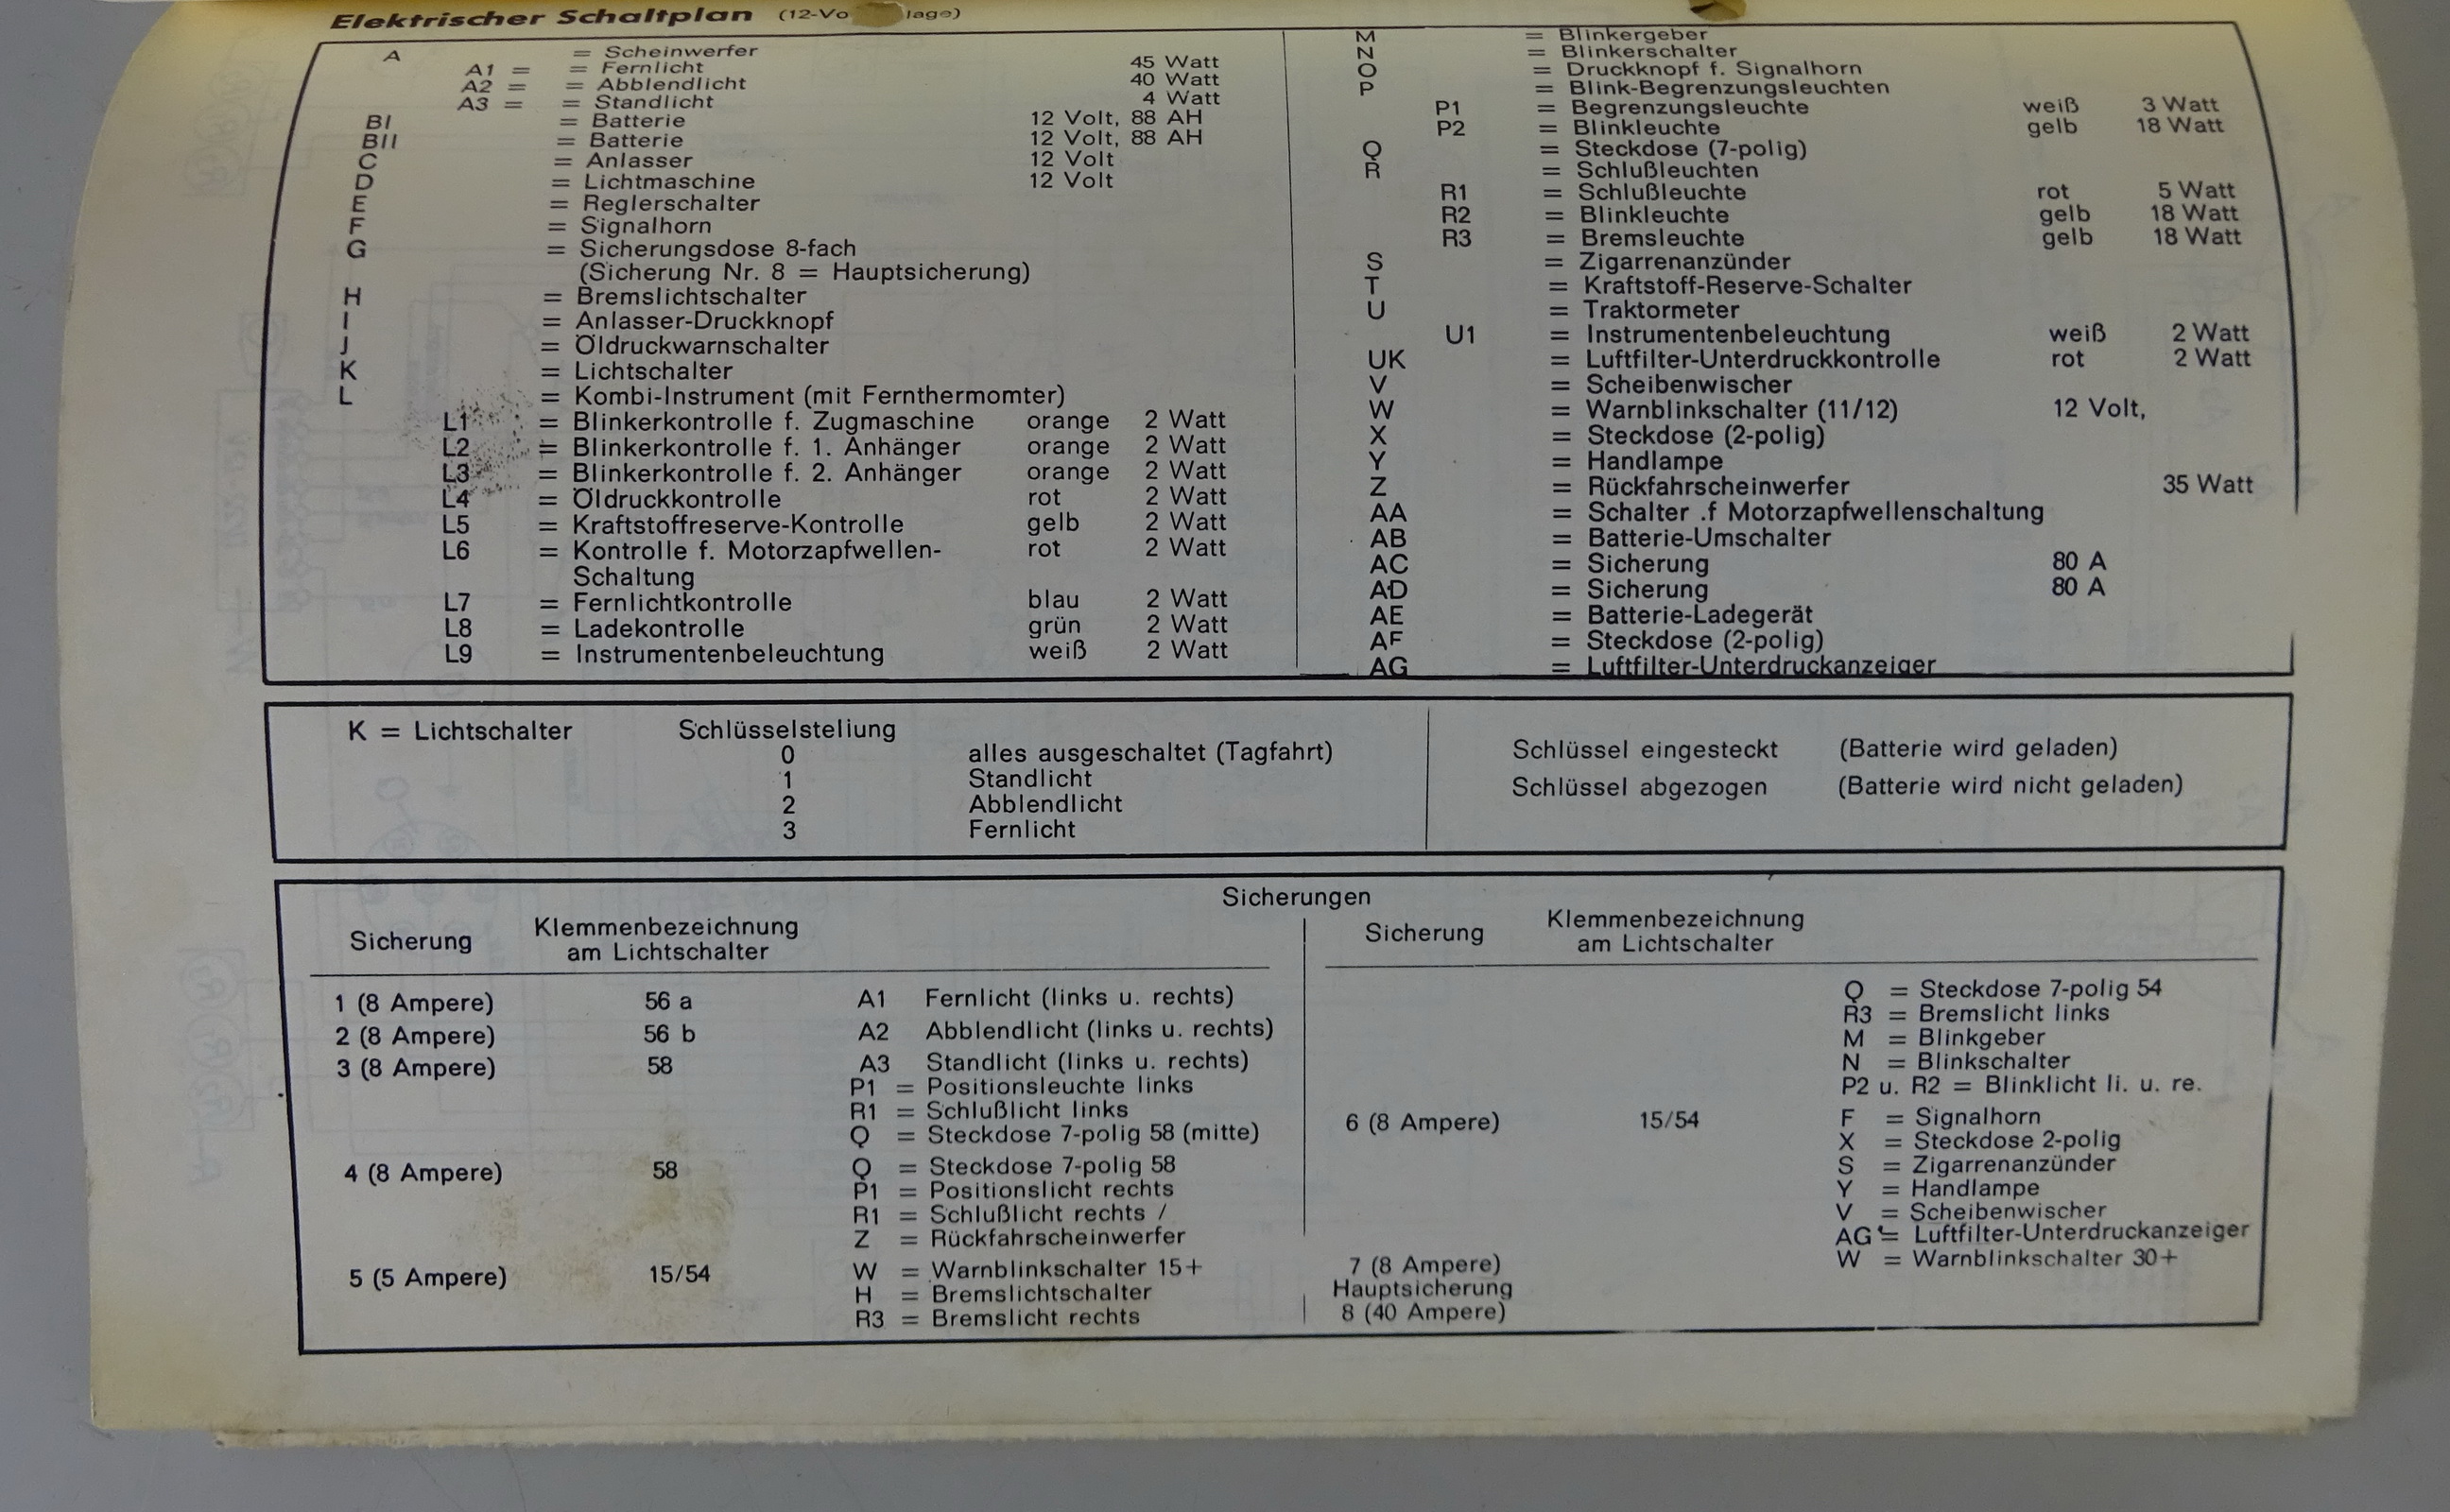 Elektrischer Schaltplan (12-Vo lage)
A = Scheinwerfer
A1 = = Fernlicht 45 Watt
A2 = = Abblendlicht 40 Watt
A3 = = Standlicht 4 Watt
BI = Batterie 12 Volt, 88 AH
BII = Batterie 12 Volt, 88 AH
C = Anlasser 12 Volt
D = Lichtmaschine 12 Volt
E = Reglerschalter
F = Signalhorn
G = Sicherungsdose 8-fach
(Sicherung Nr. 8 = Hauptsicherung)
H = Bremslichtschalter
I = Anlasser-Druckknopf
J = Öldruckwarnschalter
K = Lichtschalter
L = Kombi-Instrument (mit Fernthermomter)
L1 = Blinkerkontrolle f. Zugmaschine orange 2 Watt
L2 = Blinkerkontrolle f. 1. Anhänger orange 2 Watt
L3 = Blinkerkontrolle f. 2. Anhänger orange 2 Watt
L4 = Öldruckkontrolle rot 2 Watt
L5 = Kraftstoffreserve-Kontrolle gelb 2 Watt
L6 = Kontrolle f. Motorzapfwellen- rot 2 Watt
Schaltung
L7 = Fernlichtkontrolle blau 2 Watt
L8 = Ladekontrolle grün 2 Watt
L9 = Instrumentenbeleuchtung weiß 2 Watt
M = Blinkergeber
N = Blinkerschalter
O = Druckknopf f. Signalhorn
P = Blink-Begrenzungsleuchten
P1 = Begrenzungsleuchte weiß 3 Watt
P2 = Blinkleuchte gelb 18 Watt
Q = Steckdose (7-polig)
R = Schlußleuchten
R1 = Schlußleuchte rot 5 Watt
R2 = Blinkleuchte gelb 18 Watt
R3 = Bremsleuchte gelb 18 Watt
S = Zigarrenanzünder
T = Kraftstoff-Reserve-Schalter
U = Traktormeter
U1 = Instrumentenbeleuchtung weiß 2 Watt
UK = Luftfilter-Unterdruckkontrolle rot 2 Watt
V = Scheibenwischer
W = Warnblinkschalter (11/12) 12 Volt,
X = Steckdose (2-polig)
Y = Handlampe
Z = Rückfahrscheinwerfer 35 Watt
AA = Schalter .f Motorzapfwellenschaltung
AB = Batterie-Umschalter
AC = Sicherung 80 A
AD = Sicherung 80 A
AE = Batterie-Ladegerät
AF = Steckdose (2-polig)
AG = Luftfilter-Unterdruckanzeiger
K = Lichtschalter Schlüsselstellung
0 alles ausgeschaltet (Tagfahrt)
1 Standlicht
2 Abblendlicht
3 Fernlicht
Schlüssel eingesteckt (Batterie wird geladen)
Schlüssel abgezogen (Batterie wird nicht geladen)
Sicherungen
Sicherung Klemmenbezeichnung
am Lichtschalter
1 (8 Ampere) 56 a A1 Fernlicht (links u. rechts)
2 (8 Ampere) 56 b A2 Abblendlicht (links u. rechts)
3 (8 Ampere) 58 A3 Standlicht (links u. rechts)
P1 = Positionsleuchte links
R1 = Schlußlicht links
Q = Steckdose 7-polig 58 (mitte)
4 (8 Ampere) 58 Q = Steckdose 7-polig 58
P1 = Positionslicht rechts
R1 = Schlußlicht rechts /
Z = Rückfahrscheinwerfer
5 (5 Ampere) 15/54 W = Warnblinkschalter 15+
H = Bremslichtschalter
R3 = Bremslicht rechts
Sicherung Klemmenbezeichnung
am Lichtschalter
Q = Steckdose 7-polig 54
R3 = Bremslicht links
M = Blinkgeber
N = Blinkschalter
P2 u. R2 = Blinklicht li. u. re.
6 (8 Ampere) 15/54 F = Signalhorn
X = Steckdose 2-polig
S = Zigarrenanzünder
Y = Handlampe
V = Scheibenwischer
AG = Luftfilter-Unterdruckanzeiger
7 (8 Ampere) W = Warnblinkschalter 30+
Hauptsicherung
8 (40 Ampere)